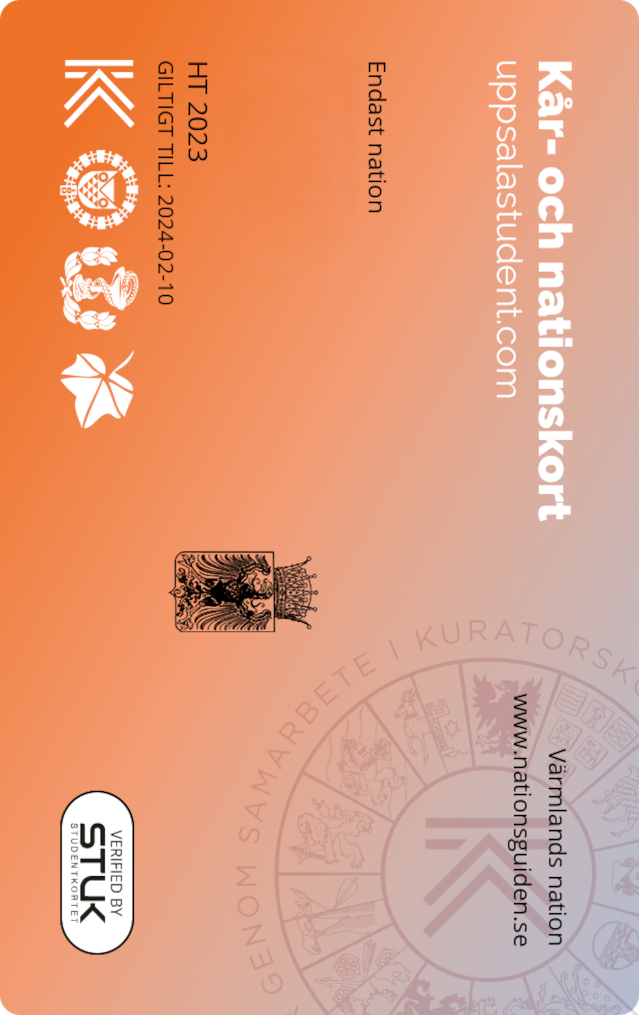 Kår- och nationskort
uppsalastudent.com
Värmlands nation
www.nationsguiden.se
Endast nation
HT 2023
GILTIGT TILL: 2024-02-10
GENOM SAMARBETE I KURATORSKO
VERIFIED BY
STUK
STUDENTKORTET